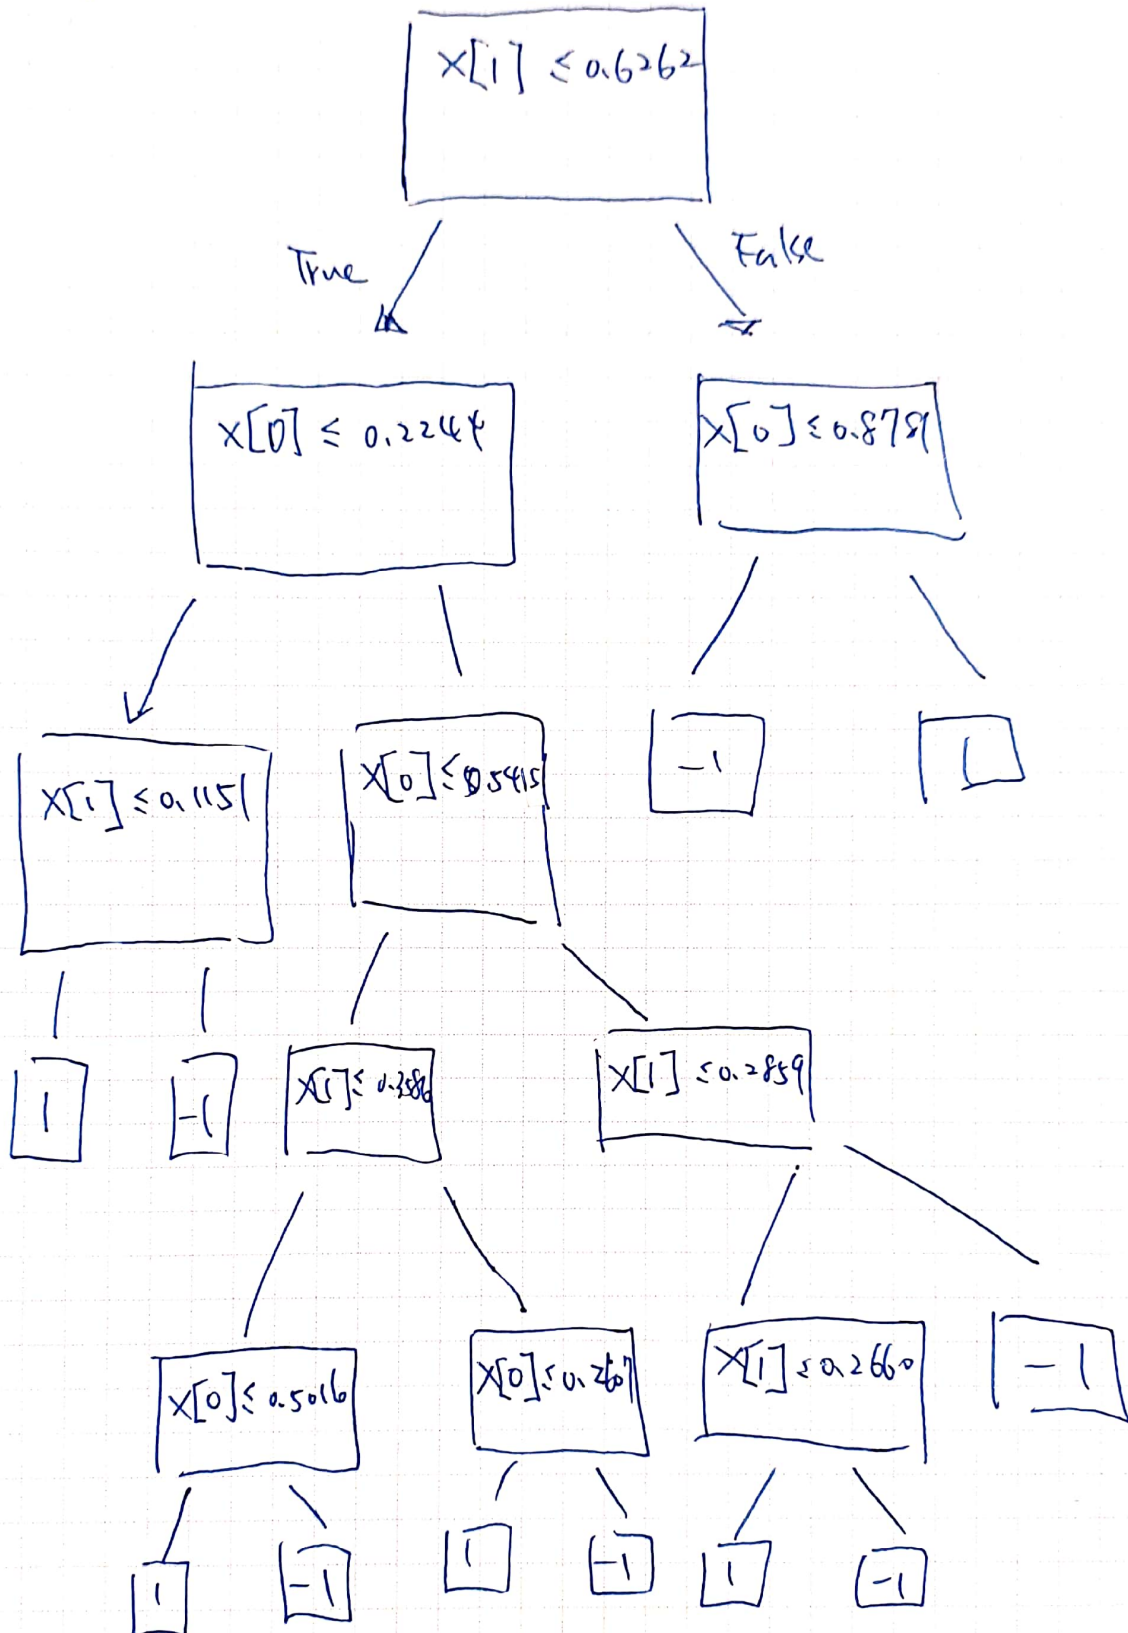 X[1] ≤ 0.6262
True
False
X[0] ≤ 0.2244
X[0] ≤ 0.8781
X[1] ≤ 0.1151
X[0] ≤ 0.5415
-1
1
1
-1
X[1] ≤ 0.3586
X[1] ≤ 0.2859
X[0] ≤ 0.5016
X[0] ≤ 0.2607
X[1] ≤ 0.2660
-1
1
-1
1
-1
1
-1